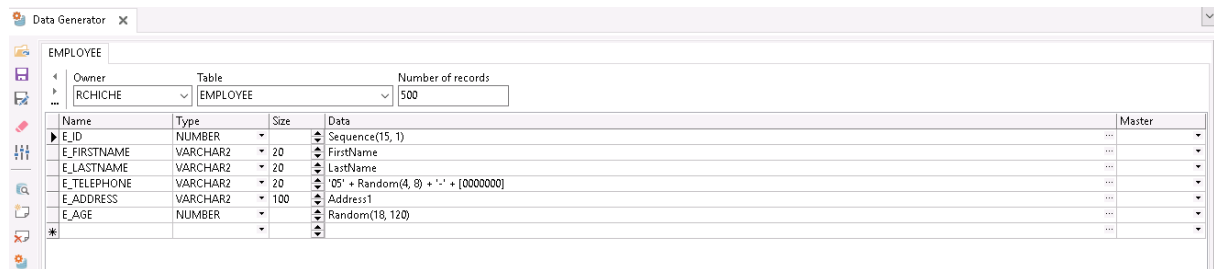 Data Generator X
EMPLOYEE
Owner Table Number of records
RCHICHE EMPLOYEE 500
Name Type Size Data Master
E_ID NUMBER Sequence(15, 1) ...
E_FIRSTNAME VARCHAR2 20 FirstName ...
E_LASTNAME VARCHAR2 20 LastName ...
E_TELEPHONE VARCHAR2 20 '05' + Random(4, 8) + '-' + [0000000] ...
E_ADDRESS VARCHAR2 100 Address1 ...
E_AGE NUMBER Random(18, 120) ...
* ...